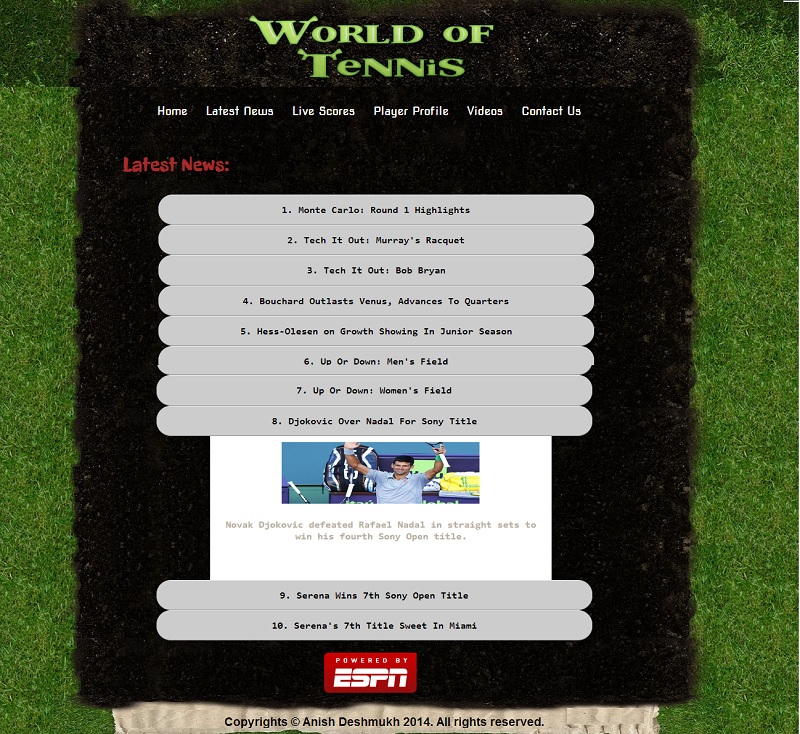 WORLD OF
TENNIS
Home Latest News Live Scores Player Profile Videos Contact Us
Latest News:
1. Monte Carlo: Round 1 Highlights
2. Tech It Out: Murray's Racquet
3. Tech It Out: Bob Bryan
4. Bouchard Outlasts Venus, Advances To Quarters
5. Hess-Olesen on Growth Showing In Junior Season
6. Up Or Down: Men's Field
7. Up Or Down: Women's Field
8. Djokovic Over Nadal For Sony Title
Novak Djokovic defeated Rafael Nadal in straight sets to
win his fourth Sony Open title.
9. Serena Wins 7th Sony Open Title
10. Serena's 7th Title Sweet In Miami
POWERED BY
ESPN
Copyrights © Anish Deshmukh 2014. All rights reserved.